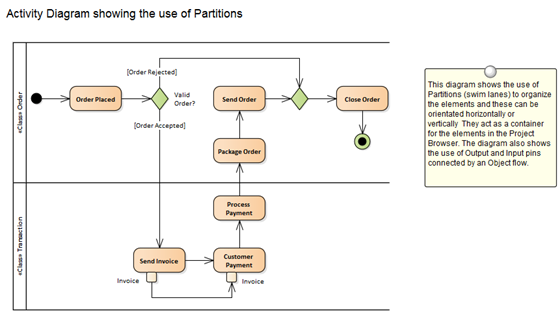 Activity Diagram showing the use of Partitions
«Class» Order
[Order Rejected]
Order Placed
Valid
Order?
Send Order
Close Order
[Order Accepted]
Package Order
«Class» Transaction
Process
Payment
Send Invoice
Customer
Payment
Invoice
Invoice
This diagram shows the use of
Partitions (swim lanes) to organize
the elements and these can be
orientated horizontally or
vertically They act as a container
for the elements in the Project
Browser. The diagram also shows
the use of Output and Input pins
connected by an Object flow.